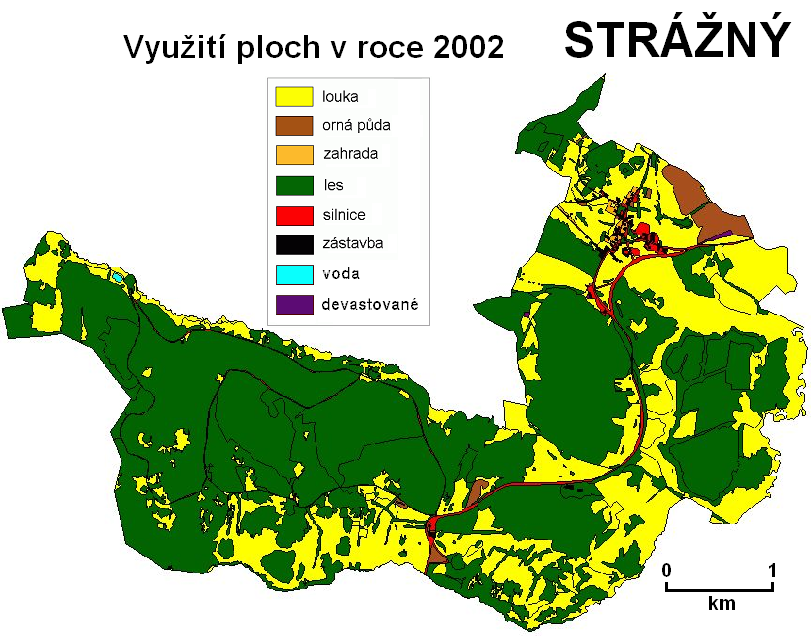 STRÁŽNÝ
Využití ploch v roce 2002
louka
orná půda
zahrada
les
silnice
zástavba
voda
devastované
0 1
km